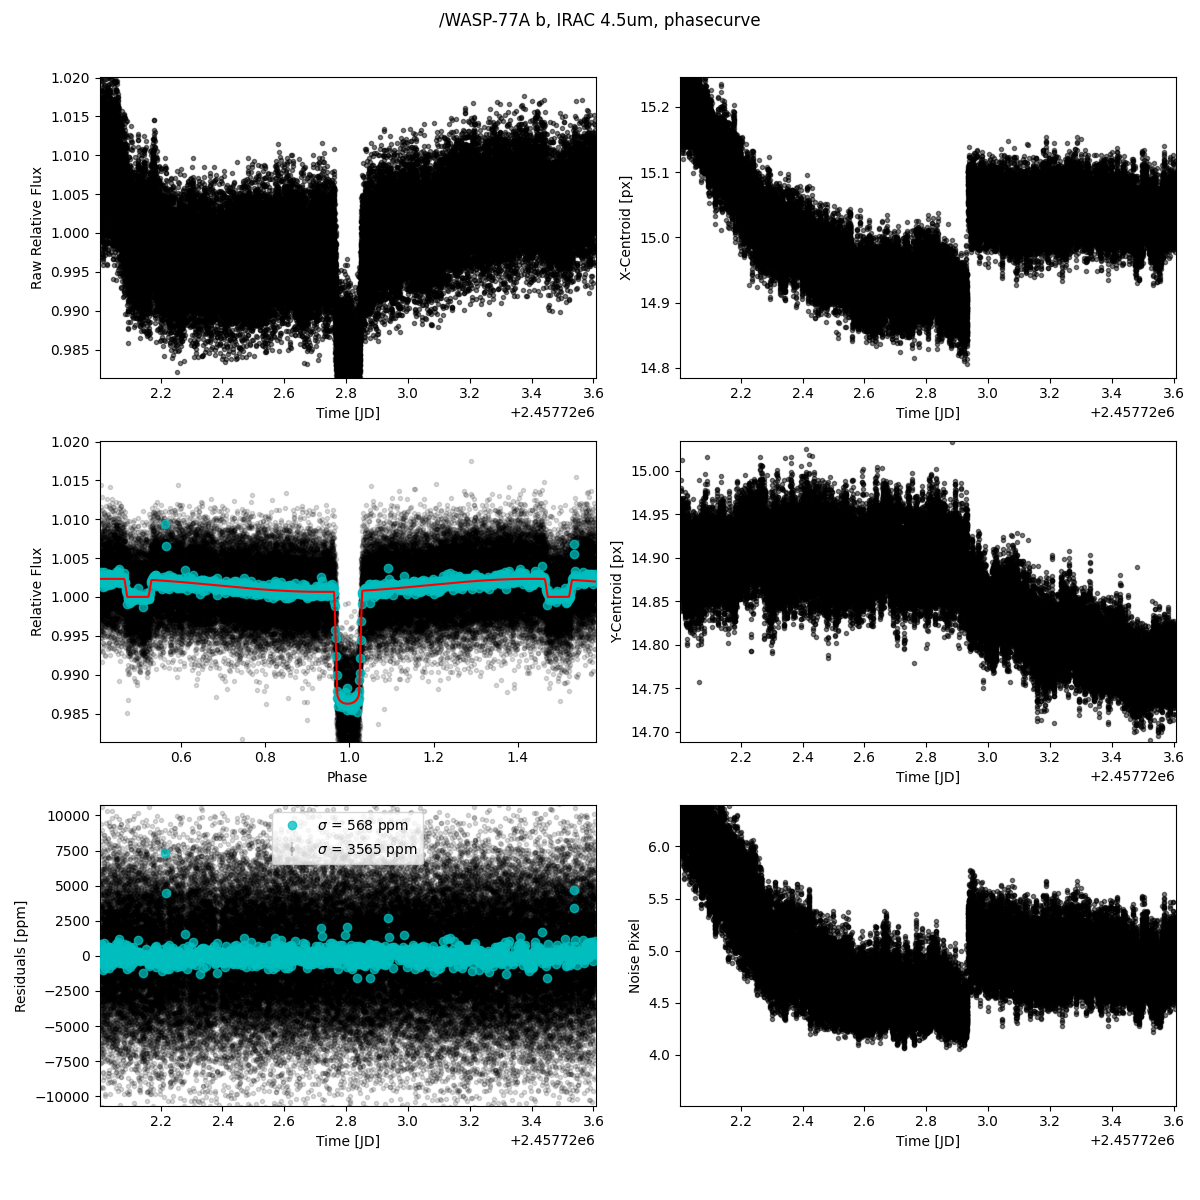 /WASP-77A b, IRAC 4.5um, phasecurve
1.020
1.015
1.010
1.005
1.000
0.995
0.990
0.985
Raw Relative Flux
2.2 2.4 2.6 2.8 3.0 3.2 3.4 3.6
Time [JD]
+2.45772e6
15.2
15.1
15.0
14.9
14.8
X-Centroid [px]
2.2 2.4 2.6 2.8 3.0 3.2 3.4 3.6
Time [JD]
+2.45772e6
1.020
1.015
1.010
1.005
1.000
0.995
0.990
0.985
Relative Flux
0.6 0.8 1.0 1.2 1.4
Phase
15.00
14.95
14.90
14.85
14.80
14.75
14.70
Y-Centroid [px]
2.2 2.4 2.6 2.8 3.0 3.2 3.4 3.6
Time [JD]
+2.45772e6
10000
7500
5000
2500
0
−2500
−5000
−7500
−10000
Residuals [ppm]
σ = 568 ppm
σ = 3565 ppm
2.2 2.4 2.6 2.8 3.0 3.2 3.4 3.6
Time [JD]
+2.45772e6
6.0
5.5
5.0
4.5
4.0
Noise Pixel
2.2 2.4 2.6 2.8 3.0 3.2 3.4 3.6
Time [JD]
+2.45772e6